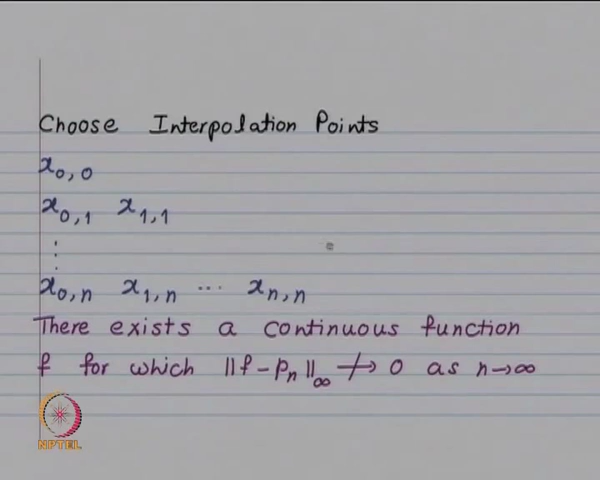 Choose Interpolation Points
x₀,₀
x₀,₁ x₁,₁
⋮
x₀,ₙ x₁,ₙ ⋯ xₙ,ₙ
There exists a continuous function
f for which ‖f - pₙ‖∞ ↛ 0 as n→∞
NPTEL